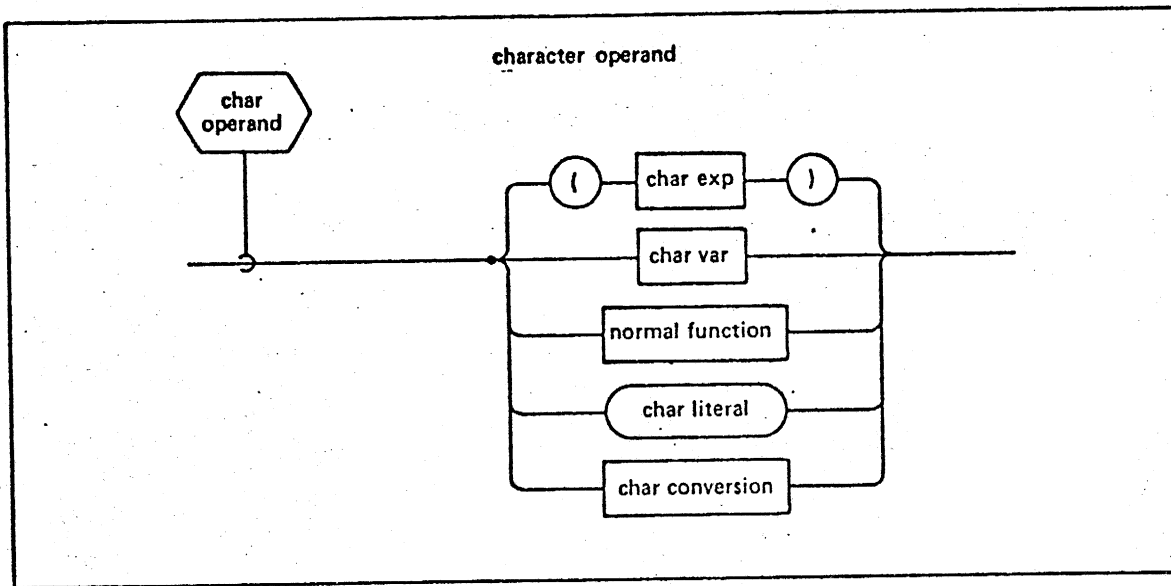 character operand
char
operand
( char exp )
char var
normal function
char literal
char conversion